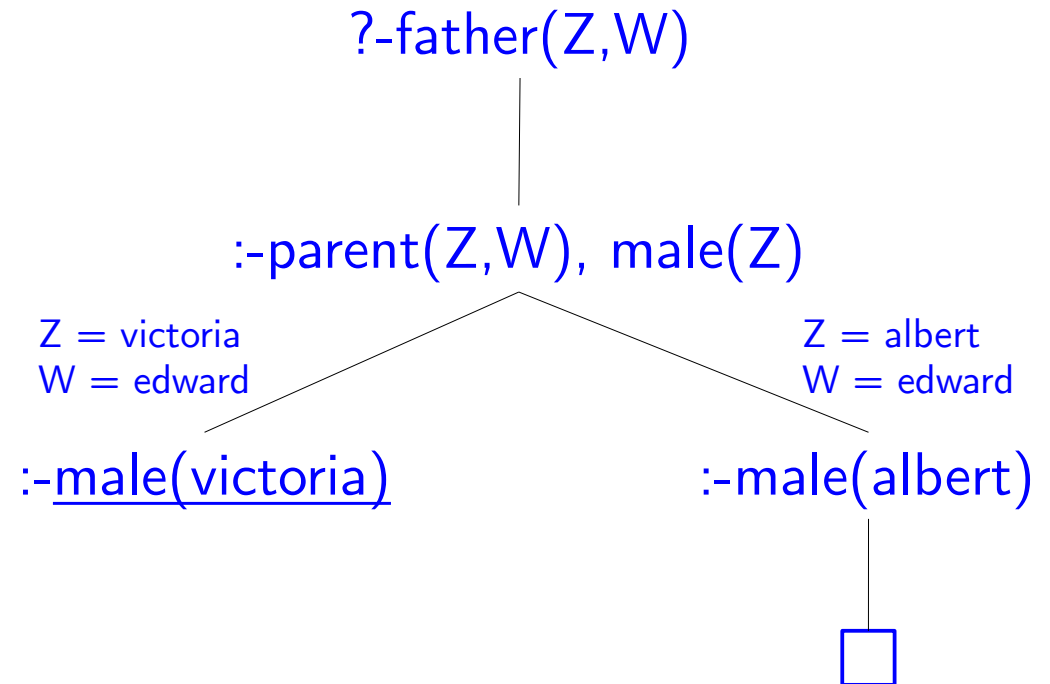 ?-father(Z,W)
:-parent(Z,W), male(Z)
Z = victoria
W = edward
Z = albert
W = edward
:-male(victoria)
:-male(albert)